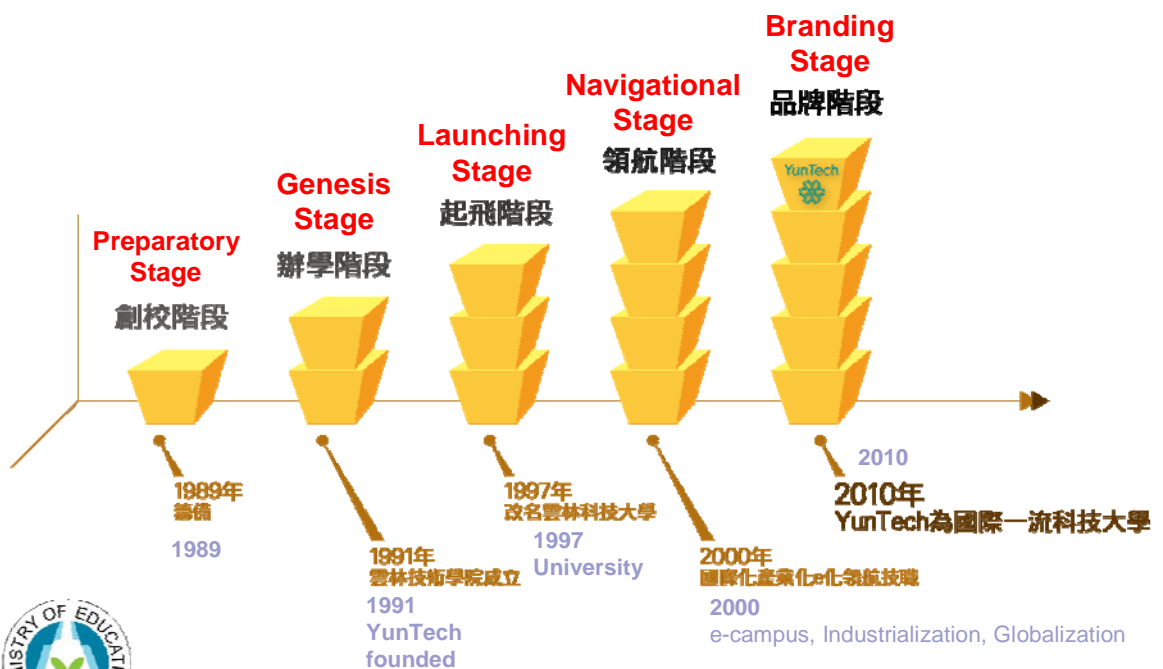 Preparatory
Stage
創校階段
Genesis
Stage
辦學階段
Launching
Stage
起飛階段
Navigational
Stage
領航階段
Branding
Stage
品牌階段
YunTech
1989年
籌備
1989
1991年
雲林技術學院成立
1991
YunTech
founded
1997年
改名雲林科技大學
1997
University
2000年
國際化產業化e化領航技職
2000
e-campus, Industrialization, Globalization
2010
2010年
YunTech為國際一流科技大學
OF